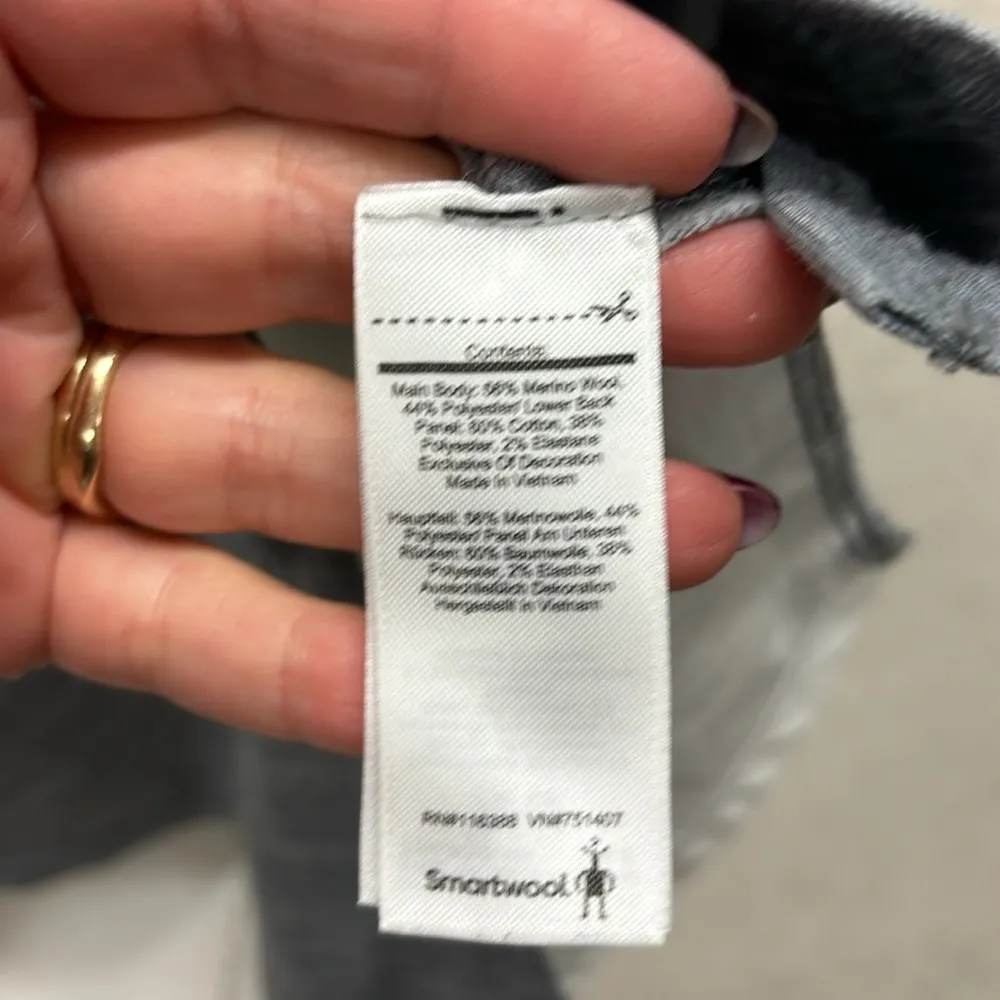 Contents
Main Body: 56% Merino Wool,
44% Polyester/ Lower Back
Panel: 60% Cotton, 38%
Polyester, 2% Elastane
Exclusive Of Decoration
Made In Vietnam
Hauptteil: 56% Merinowolle, 44%
Polyester/ Panel Am Unteren
Rücken: 60% Baumwolle, 38%
Polyester, 2% Elasthan
Ausschließlich Dekoration
Hergestellt In Vietnam
RN#118388 VN#751407
Smartwool